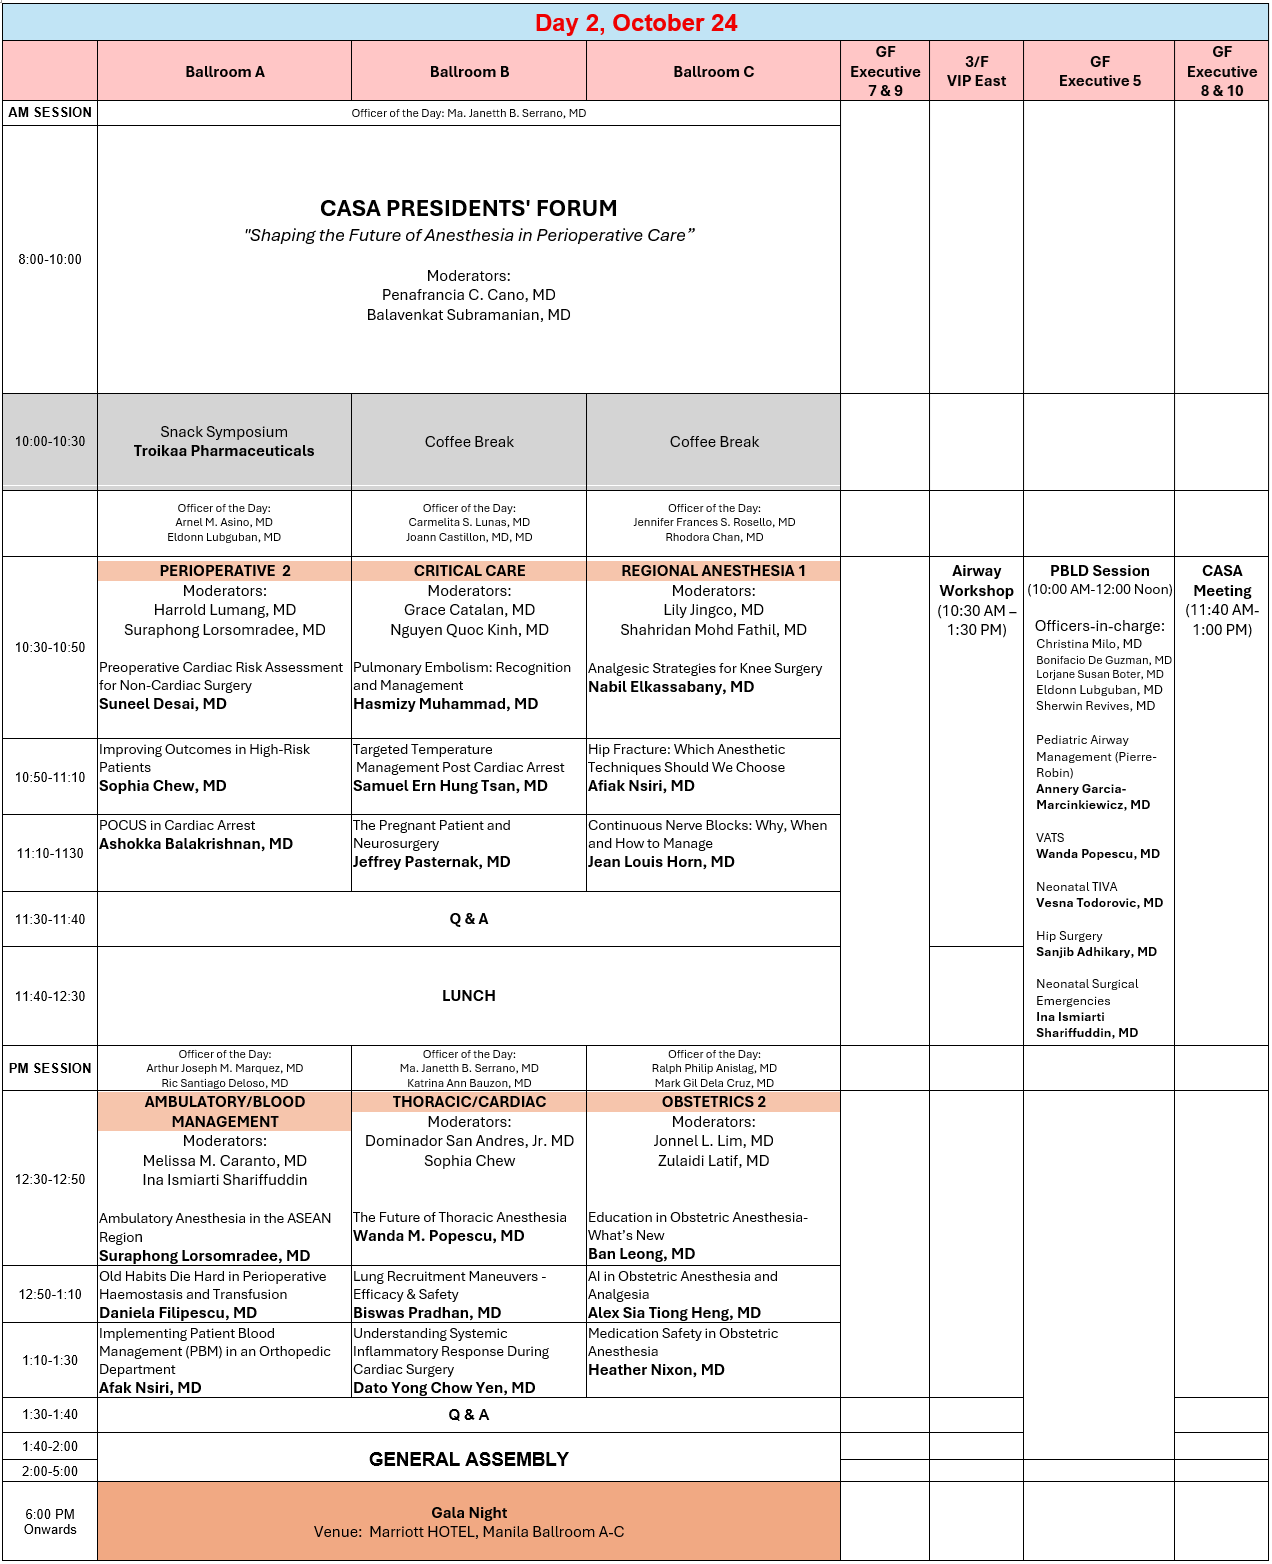 Day 2, October 24
Ballroom A
Ballroom B
Ballroom C
GF
Executive
7 & 9
3/F
VIP East
GF
Executive 5
GF
Executive
8 & 10
AM SESSION
Officer of the Day: Ma. Janetth B. Serrano, MD
8:00-10:00
CASA PRESIDENTS' FORUM
"Shaping the Future of Anesthesia in Perioperative Care”
Moderators:
Penafrancia C. Cano, MD
Balavenkat Subramanian, MD
10:00-10:30
Snack Symposium
Troikaa Pharmaceuticals
Coffee Break
Coffee Break
Officer of the Day:
Arnel M. Asino, MD
Eldonn Lubguban, MD
Officer of the Day:
Carmelita S. Lunas, MD
Joann Castillon, MD, MD
Officer of the Day:
Jennifer Frances S. Rosello, MD
Rhodora Chan, MD
10:30-10:50
PERIOPERATIVE 2
Moderators:
Harrold Lumang, MD
Suraphong Lorsomradee, MD
Preoperative Cardiac Risk Assessment
for Non-Cardiac Surgery
Suneel Desai, MD
CRITICAL CARE
Moderators:
Grace Catalan, MD
Nguyen Quoc Kinh, MD
Pulmonary Embolism: Recognition
and Management
Hasmizy Muhammad, MD
REGIONAL ANESTHESIA 1
Moderators:
Lily Jingco, MD
Shahridan Mohd Fathil, MD
Analgesic Strategies for Knee Surgery
Nabil Elkassabany, MD
Airway
Workshop
(10:30 AM –
1:30 PM)
PBLD Session
(10:00 AM-12:00 Noon)
Officers-in-charge:
Christina Milo, MD
Bonifacio De Guzman, MD
Lorjane Susan Boter, MD
Eldonn Lubguban, MD
Sherwin Revives, MD
Pediatric Airway
Management (Pierre-
Robin)
Annery Garcia-
Marcinkiewicz, MD
VATS
Wanda Popescu, MD
Neonatal TIVA
Vesna Todorovic, MD
Hip Surgery
Sanjib Adhikary, MD
Neonatal Surgical
Emergencies
Ina Ismiarti
Shariffuddin, MD
CASA
Meeting
(11:40 AM-
1:00 PM)
10:50-11:10
Improving Outcomes in High-Risk
Patients
Sophia Chew, MD
Targeted Temperature
Management Post Cardiac Arrest
Samuel Ern Hung Tsan, MD
Hip Fracture: Which Anesthetic
Techniques Should We Choose
Afiak Nsiri, MD
11:10-1130
POCUS in Cardiac Arrest
Ashokka Balakrishnan, MD
The Pregnant Patient and
Neurosurgery
Jeffrey Pasternak, MD
Continuous Nerve Blocks: Why, When
and How to Manage
Jean Louis Horn, MD
11:30-11:40
Q & A
11:40-12:30
LUNCH
PM SESSION
Officer of the Day:
Arthur Joseph M. Marquez, MD
Ric Santiago Deloso, MD
Officer of the Day:
Ma. Janetth B. Serrano, MD
Katrina Ann Bauzon, MD
Officer of the Day:
Ralph Philip Anislag, MD
Mark Gil Dela Cruz, MD
12:30-12:50
AMBULATORY/BLOOD
MANAGEMENT
Moderators:
Melissa M. Caranto, MD
Ina Ismiarti Shariffuddin
Ambulatory Anesthesia in the ASEAN
Region
Suraphong Lorsomradee, MD
THORACIC/CARDIAC
Moderators:
Dominador San Andres, Jr. MD
Sophia Chew
The Future of Thoracic Anesthesia
Wanda M. Popescu, MD
OBSTETRICS 2
Moderators:
Jonnel L. Lim, MD
Zulaidi Latif, MD
Education in Obstetric Anesthesia-
What’s New
Ban Leong, MD
12:50-1:10
Old Habits Die Hard in Perioperative
Haemostasis and Transfusion
Daniela Filipescu, MD
Lung Recruitment Maneuvers -
Efficacy & Safety
Biswas Pradhan, MD
AI in Obstetric Anesthesia and
Analgesia
Alex Sia Tiong Heng, MD
1:10-1:30
Implementing Patient Blood
Management (PBM) in an Orthopedic
Department
Afak Nsiri, MD
Understanding Systemic
Inflammatory Response During
Cardiac Surgery
Dato Yong Chow Yen, MD
Medication Safety in Obstetric
Anesthesia
Heather Nixon, MD
1:30-1:40
Q & A
1:40-2:00
2:00-5:00
GENERAL ASSEMBLY
6:00 PM
Onwards
Gala Night
Venue: Marriott HOTEL, Manila Ballroom A-C